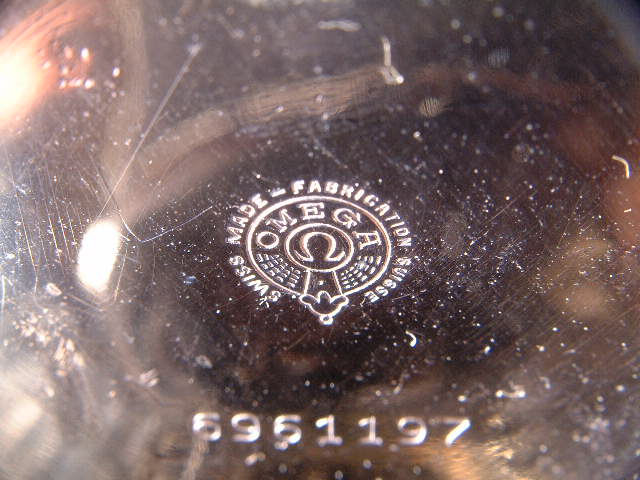 SWISS MADE - FABRICATION SUISSE
OMEGA
Ω
6961197